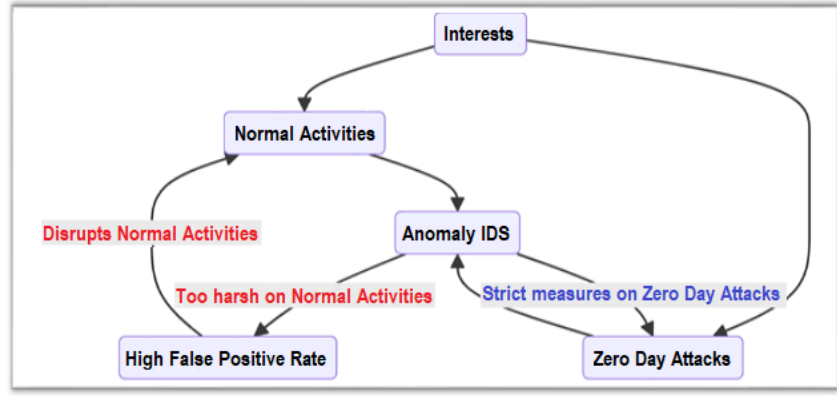 Interests
Normal Activities
Disrupts Normal Activities
Anomaly IDS
Too harsh on Normal Activities
Strict measures on Zero Day Attacks
High False Positive Rate
Zero Day Attacks